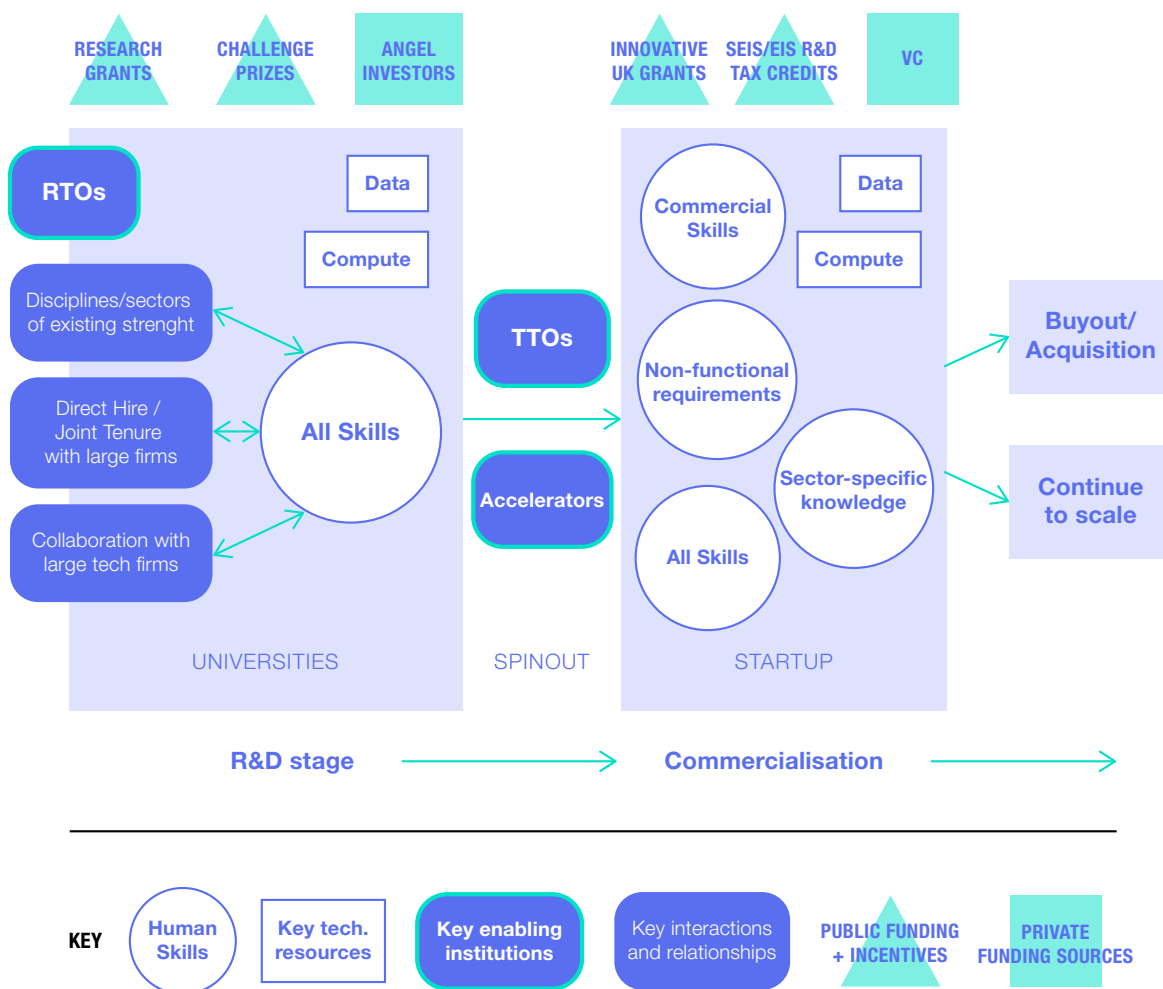 RESEARCH
GRANTS
CHALLENGE
PRIZES
ANGEL
INVESTORS
INNOVATIVE
UK GRANTS
SEIS/EIS R&D
TAX CREDITS
VC
RTOs
Data
Compute
Disciplines/sectors
of existing strenght
Direct Hire /
Joint Tenure
with large firms
Collaboration with
large tech firms
All Skills
UNIVERSITIES
TTOs
Accelerators
SPINOUT
Commercial
Skills
Data
Compute
Non-functional
requirements
Sector-specific
knowledge
All Skills
STARTUP
Buyout/
Acquisition
Continue
to scale
R&D stage
Commercialisation
KEY
Human
Skills
Key tech.
resources
Key enabling
institutions
Key interactions
and relationships
PUBLIC FUNDING
+ INCENTIVES
PRIVATE
FUNDING SOURCES